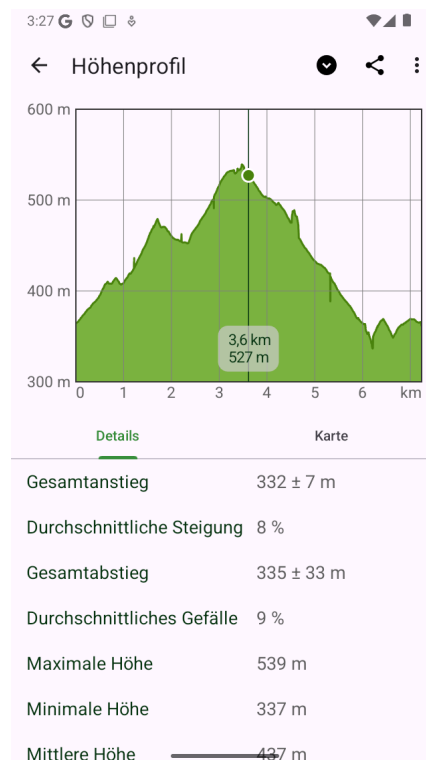 3:27
Höhenprofil
600 m
500 m
400 m
300 m
3,6 km
527 m
0 1 2 3 4 5 6 km
Details Karte
Gesamtanstieg 332 ± 7 m
Durchschnittliche Steigung 8 %
Gesamtabstieg 335 ± 33 m
Durchschnittliches Gefälle 9 %
Maximale Höhe 539 m
Minimale Höhe 337 m
Mittlere Höhe 437 m